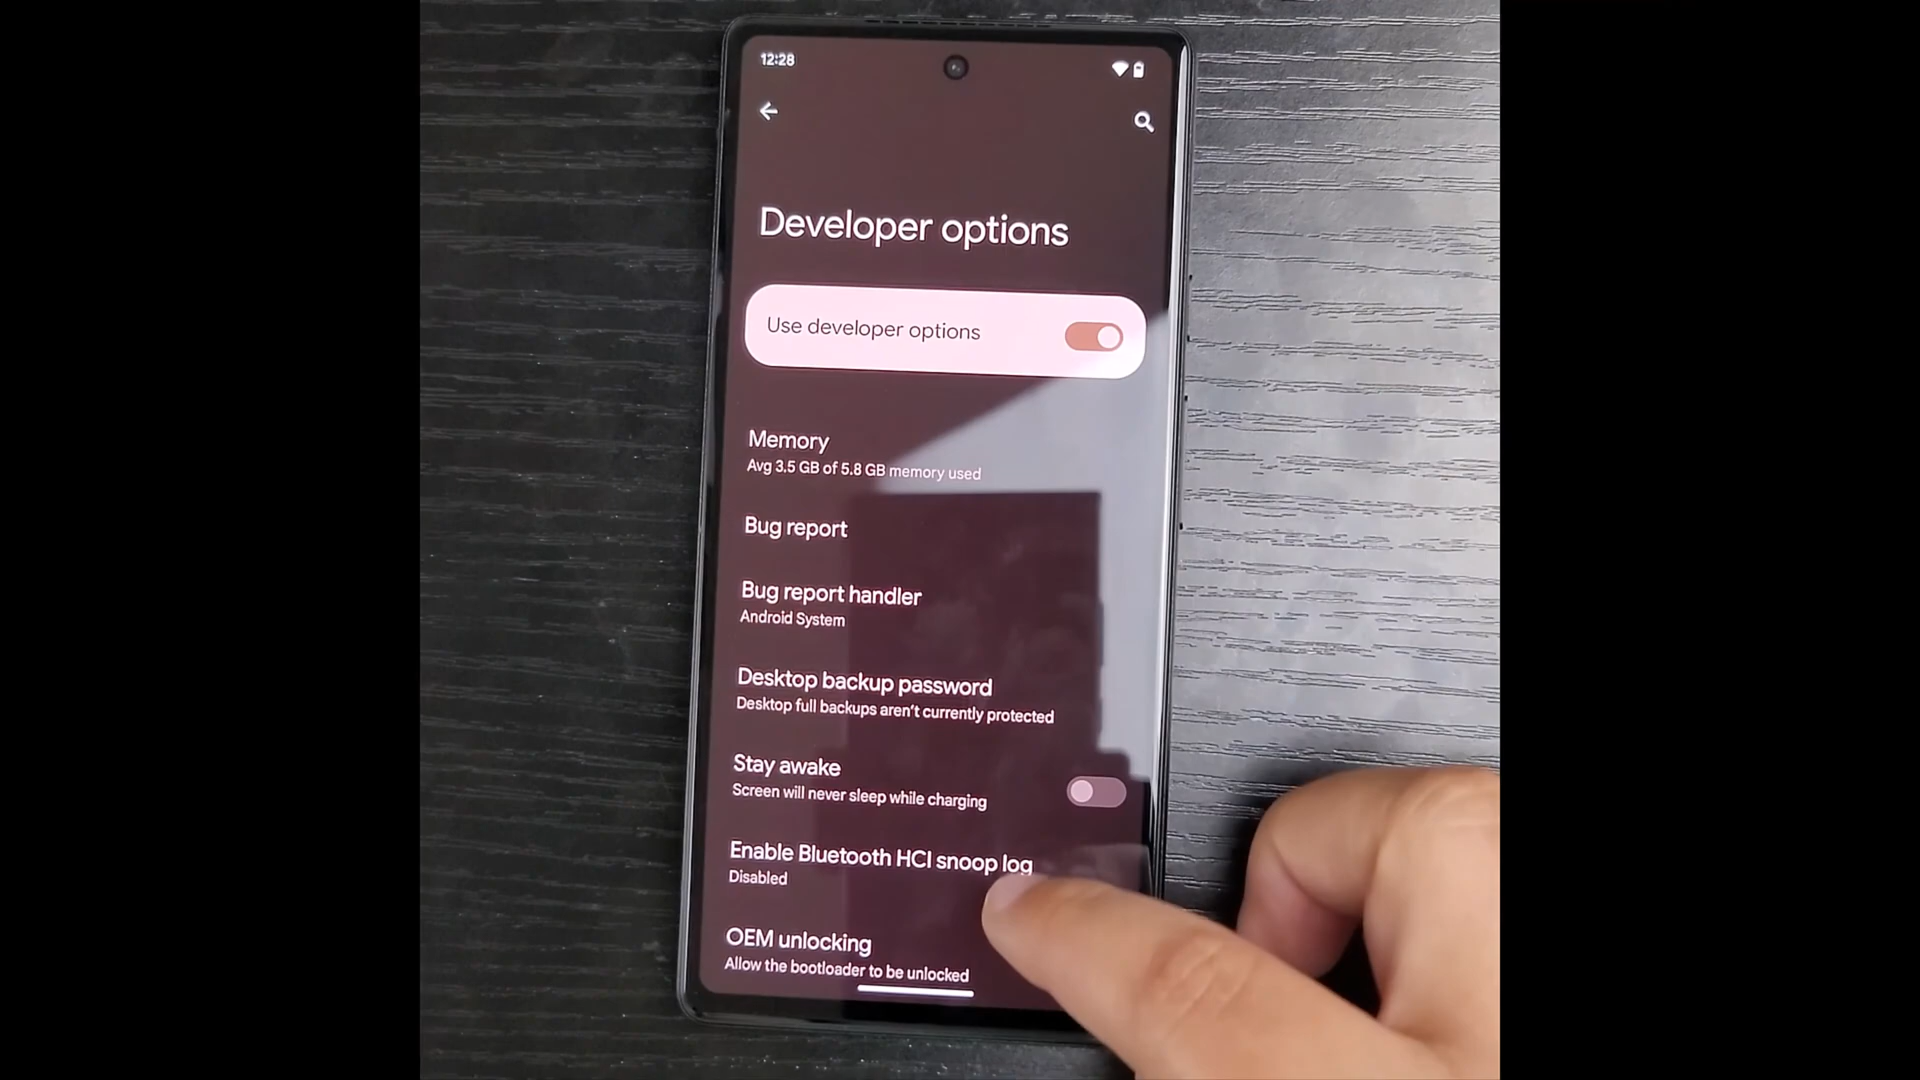 12:28
Developer options
Use developer options
Memory
Avg 3.5 GB of 5.8 GB memory used
Bug report
Bug report handler
Android System
Desktop backup password
Desktop full backups aren't currently protected
Stay awake
Screen will never sleep while charging
Enable Bluetooth HCI snoop log
Disabled
OEM unlocking
Allow the bootloader to be unlocked